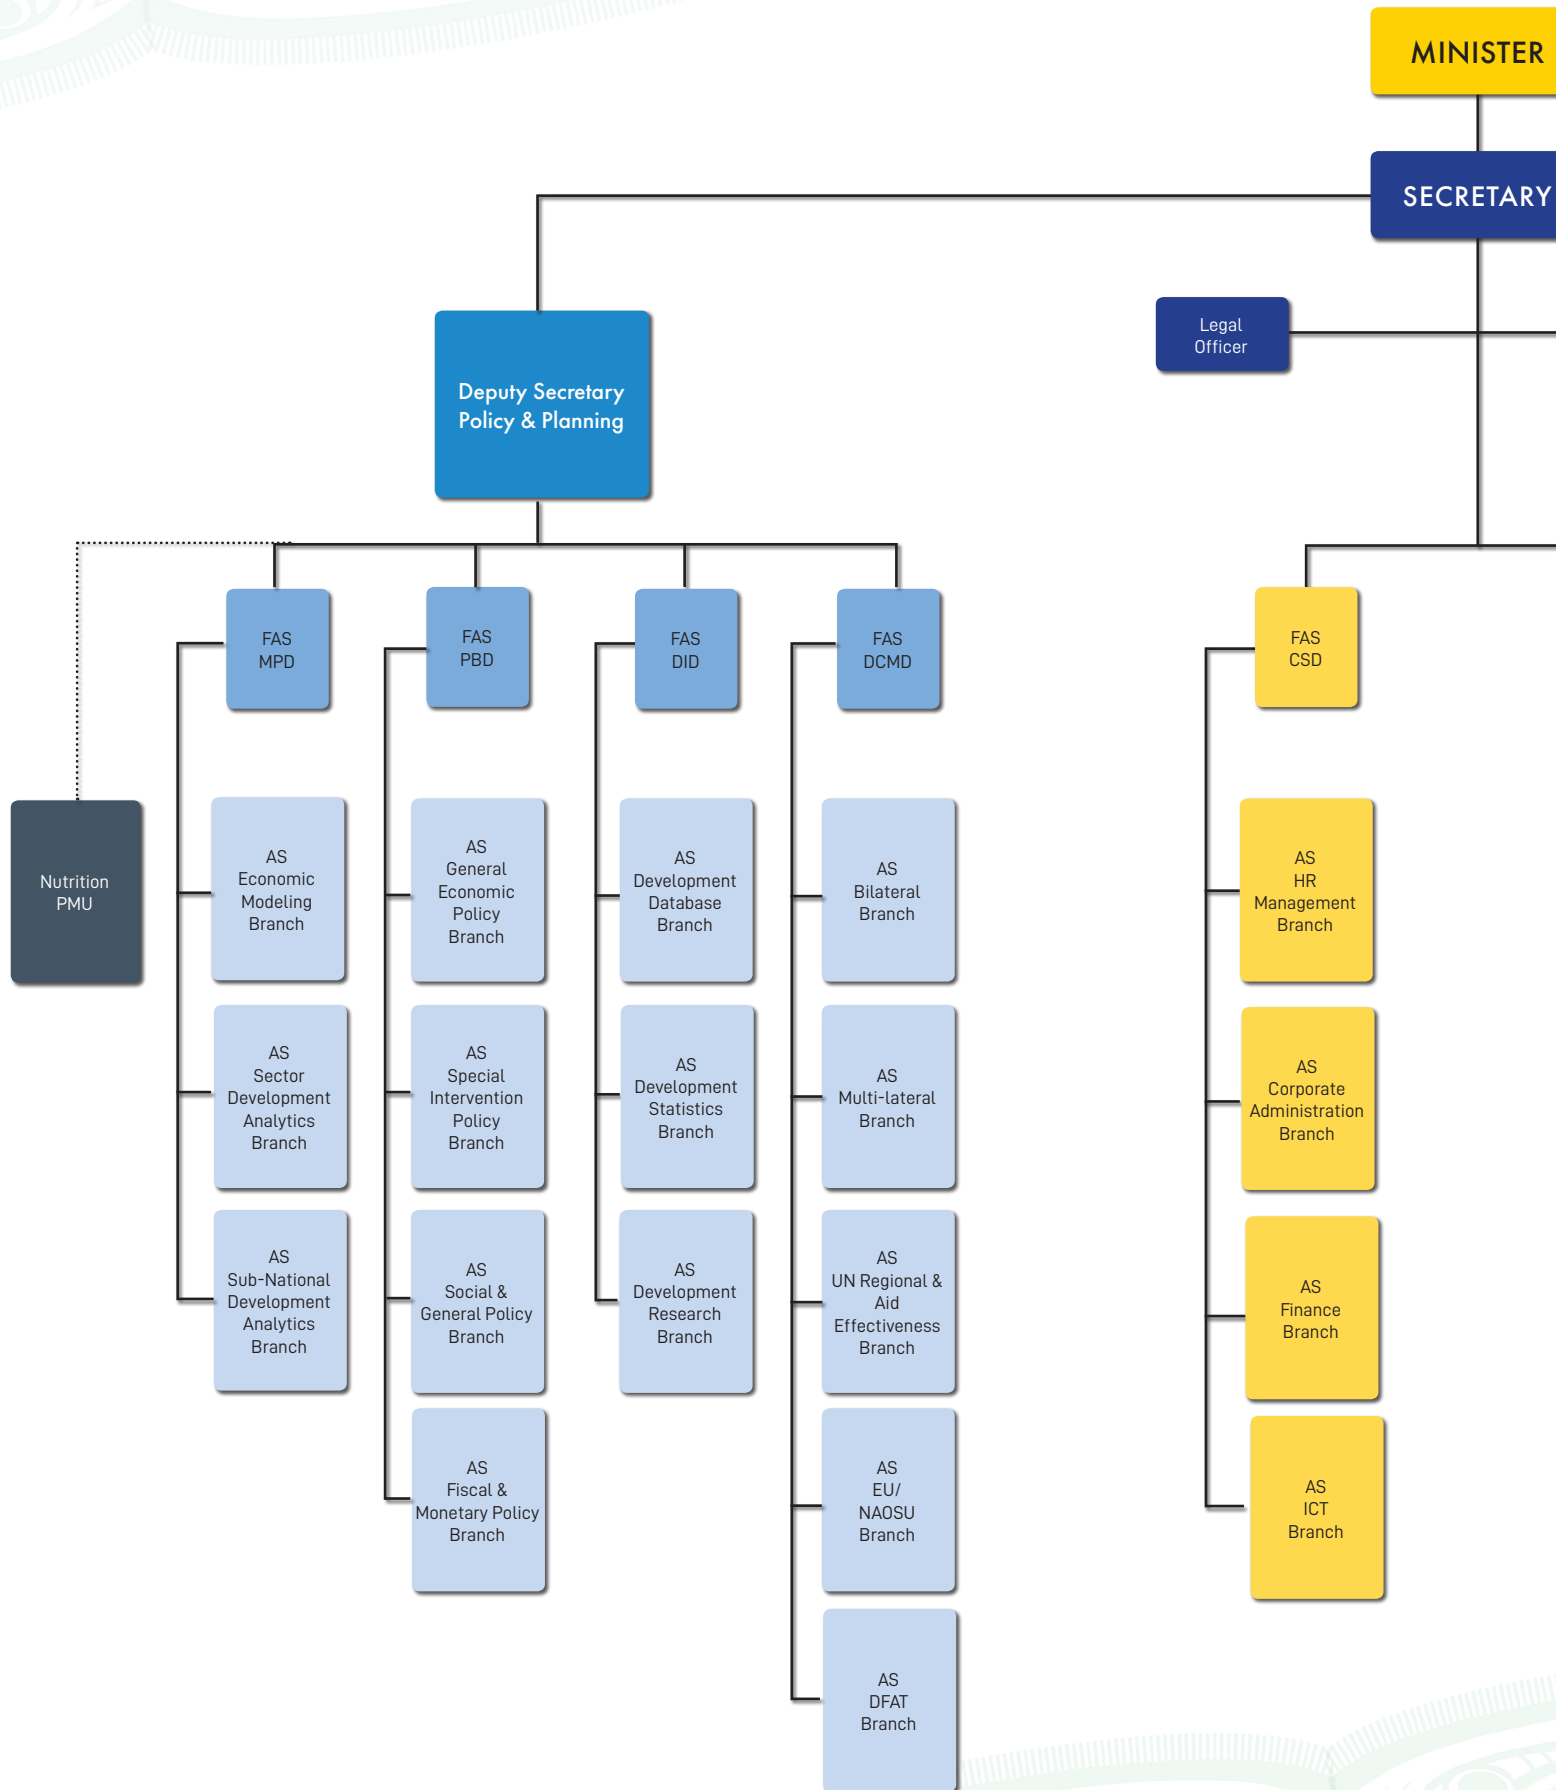 MINISTER
SECRETARY
Legal
Officer
Deputy Secretary
Policy & Planning
FAS
MPD
FAS
PBD
FAS
DID
FAS
DCMD
FAS
CSD
Nutrition
PMU
AS
Economic
Modeling
Branch
AS
General
Economic
Policy
Branch
AS
Development
Database
Branch
AS
Bilateral
Branch
AS
HR
Management
Branch
AS
Sector
Development
Analytics
Branch
AS
Special
Intervention
Policy
Branch
AS
Development
Statistics
Branch
AS
Multi-lateral
Branch
AS
Corporate
Administration
Branch
AS
Sub-National
Development
Analytics
Branch
AS
Social &
General Policy
Branch
AS
Development
Research
Branch
AS
UN Regional &
Aid
Effectiveness
Branch
AS
Finance
Branch
AS
Fiscal &
Monetary Policy
Branch
AS
EU/
NAOSU
Branch
AS
ICT
Branch
AS
DFAT
Branch